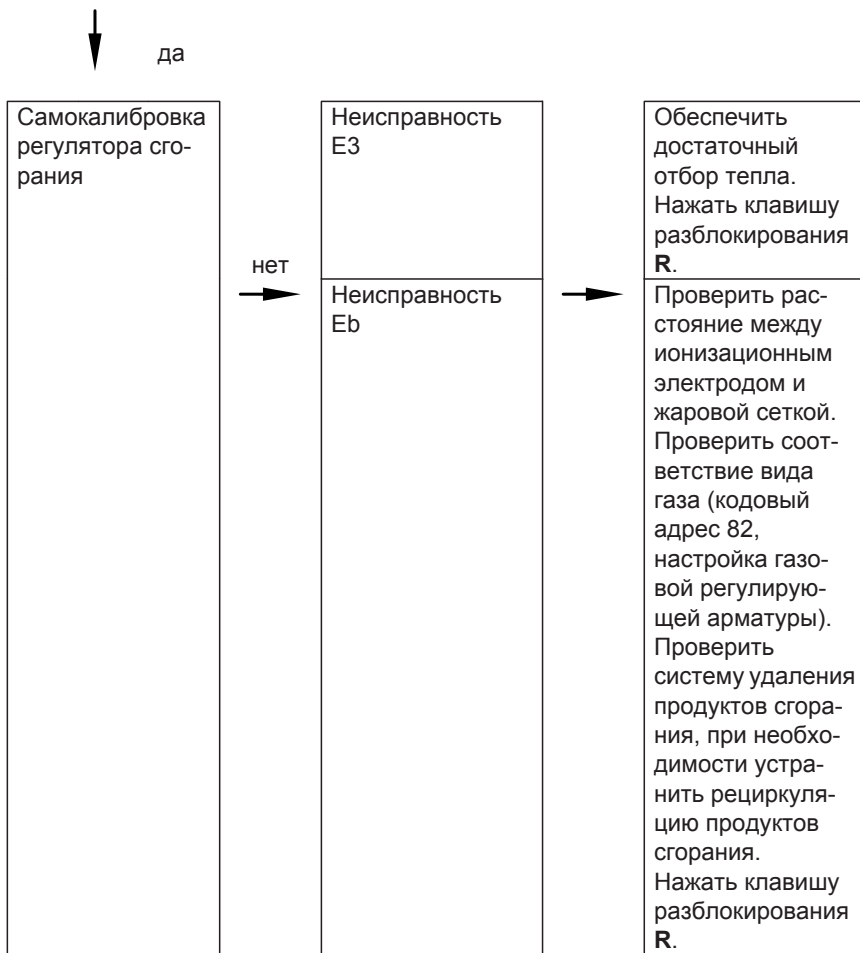 да
Самокалибровка
регулятора сго-
рания
нет
Неисправность
E3
Обеспечить
достаточный
отбор тепла.
Нажать клавишу
разблокирования
R.
Неисправность
Eb
Проверить рас-
стояние между
ионизационным
электродом и
жаровой сеткой.
Проверить соот-
ветствие вида
газа (кодовый
адрес 82,
настройка газо-
вой регулирую-
щей арматуры).
Проверить
систему удаления
продуктов сгора-
ния, при необхо-
димости устра-
нить рециркуля-
цию продуктов
сгорания.
Нажать клавишу
разблокирования
R.